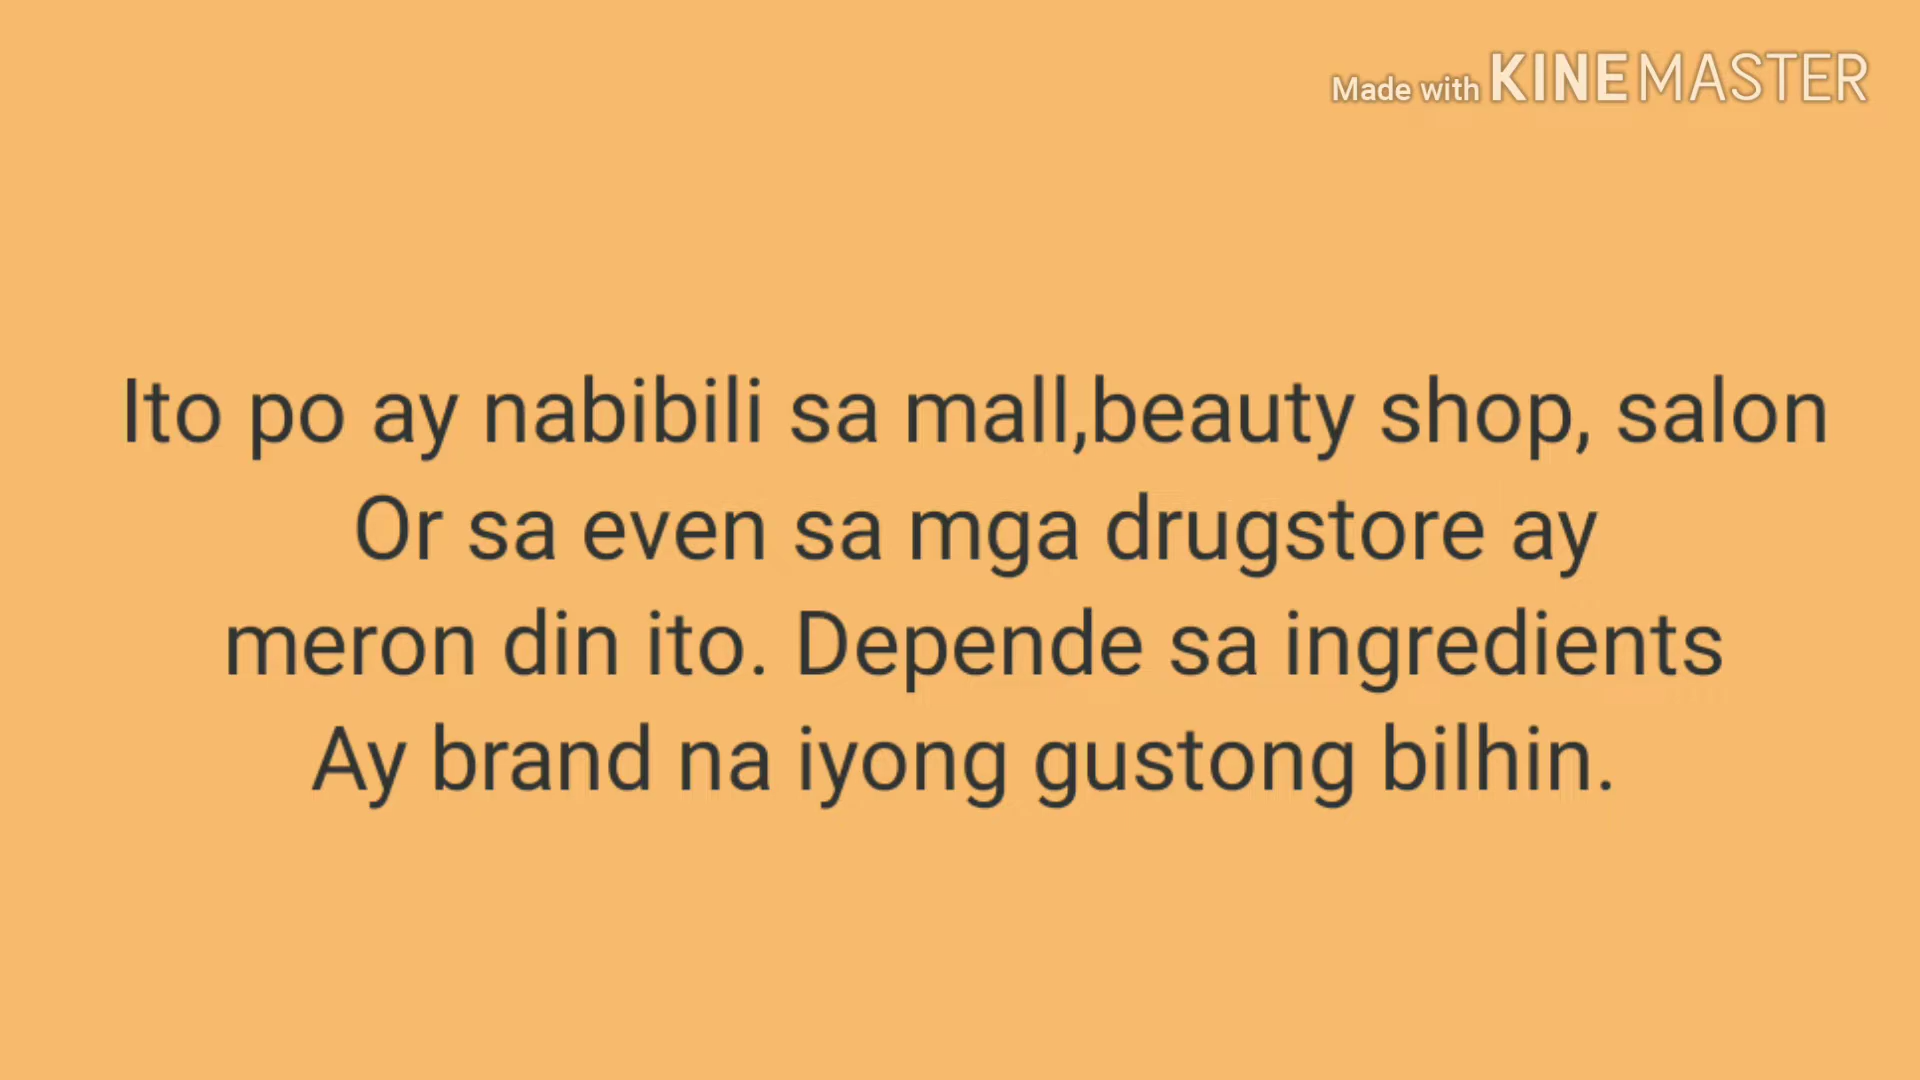 Made with KINEMASTER
Ito po ay nabibili sa mall,beauty shop, salon
Or sa even sa mga drugstore ay
meron din ito. Depende sa ingredients
Ay brand na iyong gustong bilhin.